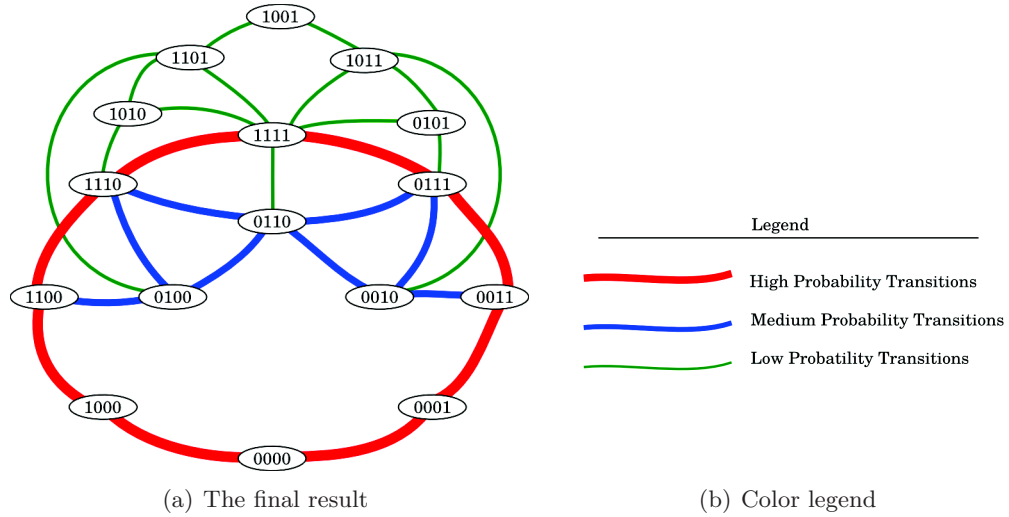 1001
1101
1011
1010
0101
1111
1110
0111
0110
1100
0100
0010
0011
1000
0001
0000
Legend
High Probability Transitions
Medium Probability Transitions
Low Probatility Transitions
(a) The final result
(b) Color legend